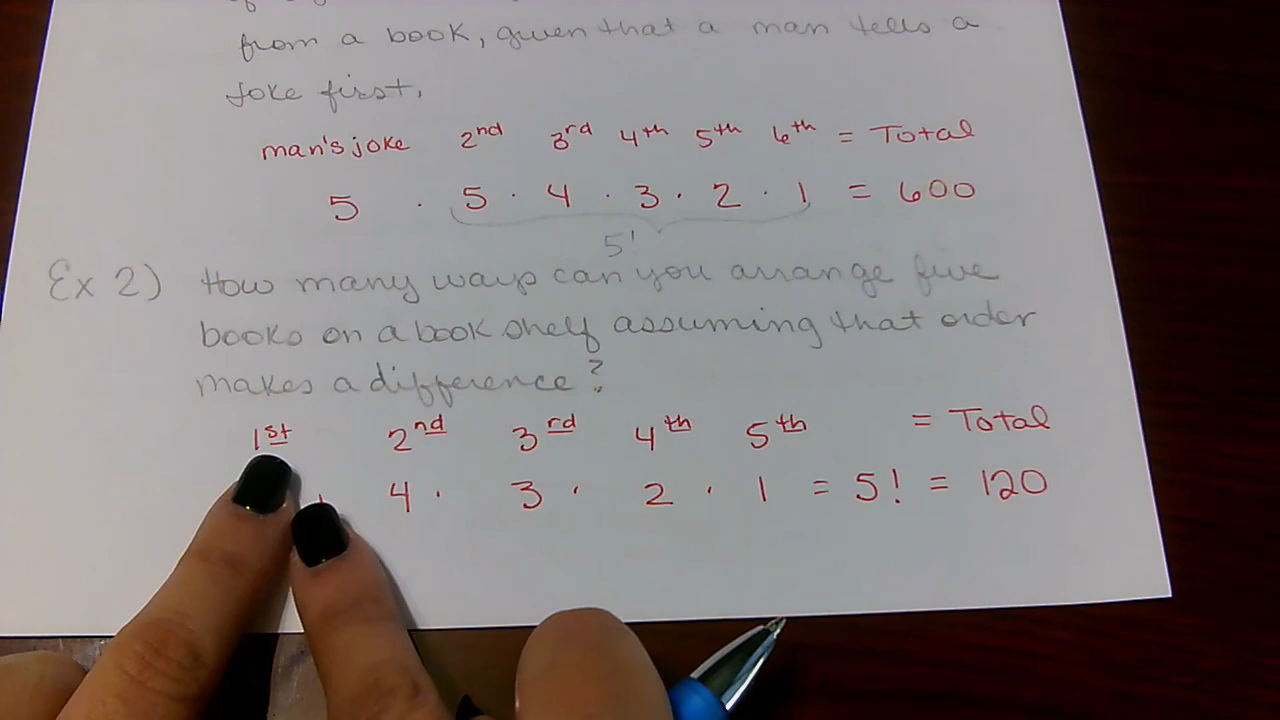 from a book, given that a man tells a
joke first.
man's joke 2nd 3rd 4th 5th 6th = Total
5 · 5 · 4 · 3 · 2 · 1 = 600
5!
Ex 2) How many ways can you arrange five
books on a book shelf assuming that order
makes a difference?
1st 2nd 3rd 4th 5th = Total
4 · 3 · 2 · 1 = 5! = 120